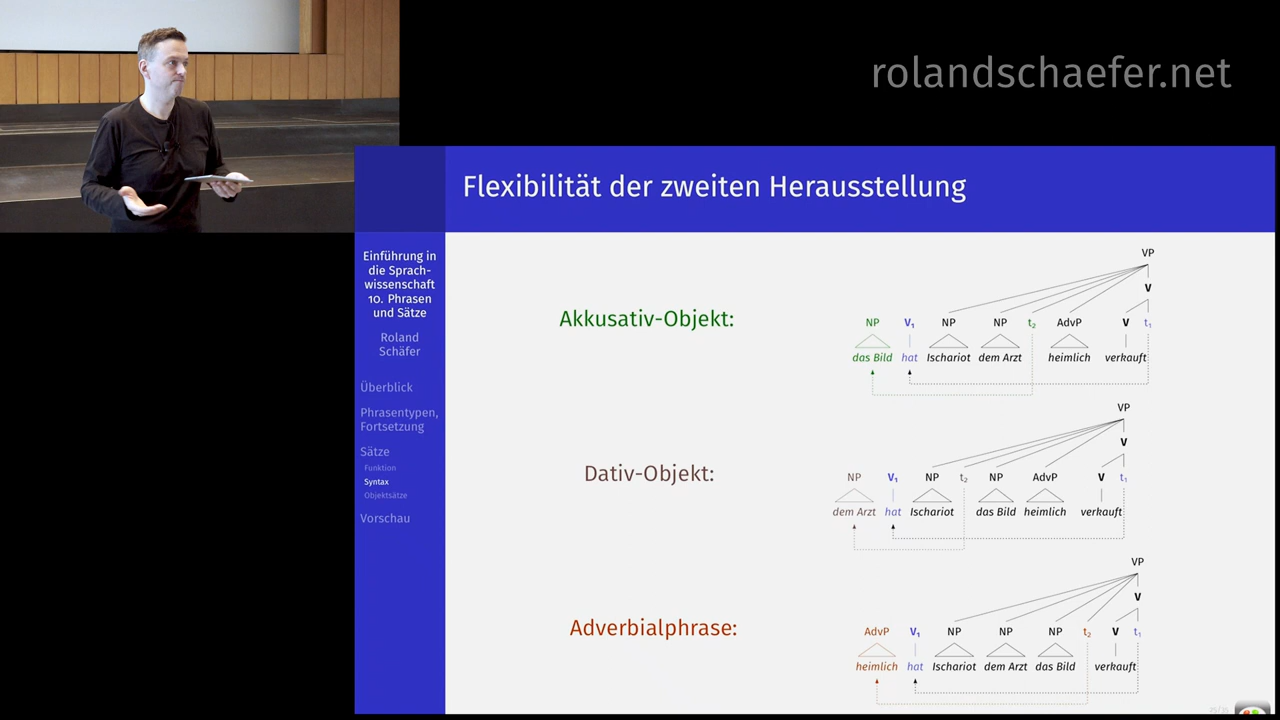 rolandschaefer.net
Flexibilität der zweiten Herausstellung
Einführung in
die Sprach-
wissenschaft
10. Phrasen
und Sätze
Roland
Schäfer
Überblick
Phrasentypen,
Fortsetzung
Sätze
Funktion
Syntax
Objektsätze
Vorschau
Akkusativ-Objekt:
VP
V
NP V₁ NP NP t₂ AdvP V t₁
das Bild hat Ischariot dem Arzt heimlich verkauft
Dativ-Objekt:
VP
V
NP V₁ NP t₂ NP AdvP V t₁
dem Arzt hat Ischariot das Bild heimlich verkauft
Adverbialphrase:
VP
V
AdvP V₁ NP NP NP t₂ V t₁
heimlich hat Ischariot dem Arzt das Bild verkauft